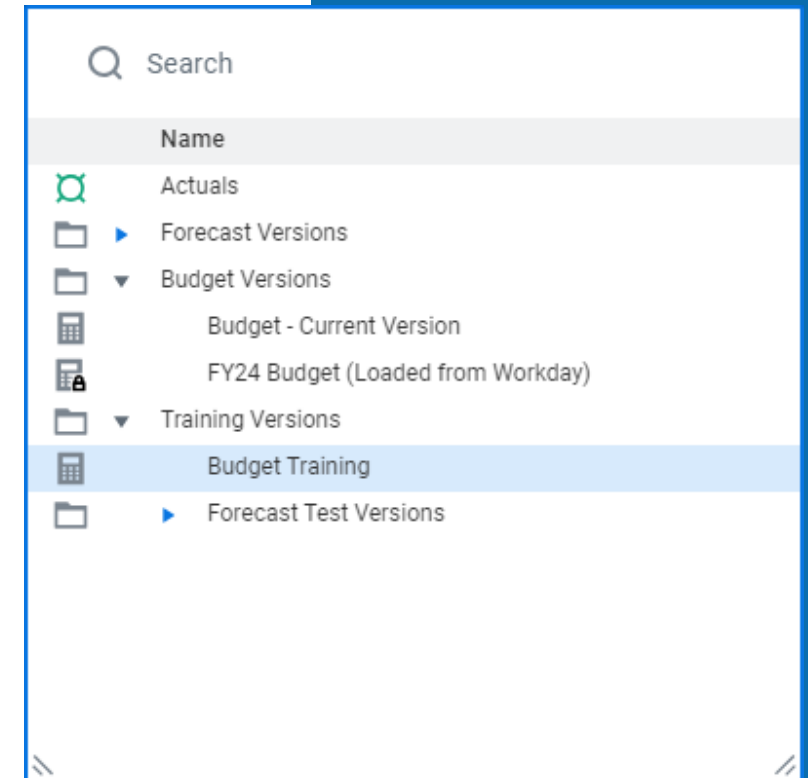 Search
Name
Actuals
Forecast Versions
Budget Versions
Budget - Current Version
FY24 Budget (Loaded from Workday)
Training Versions
Budget Training
Forecast Test Versions